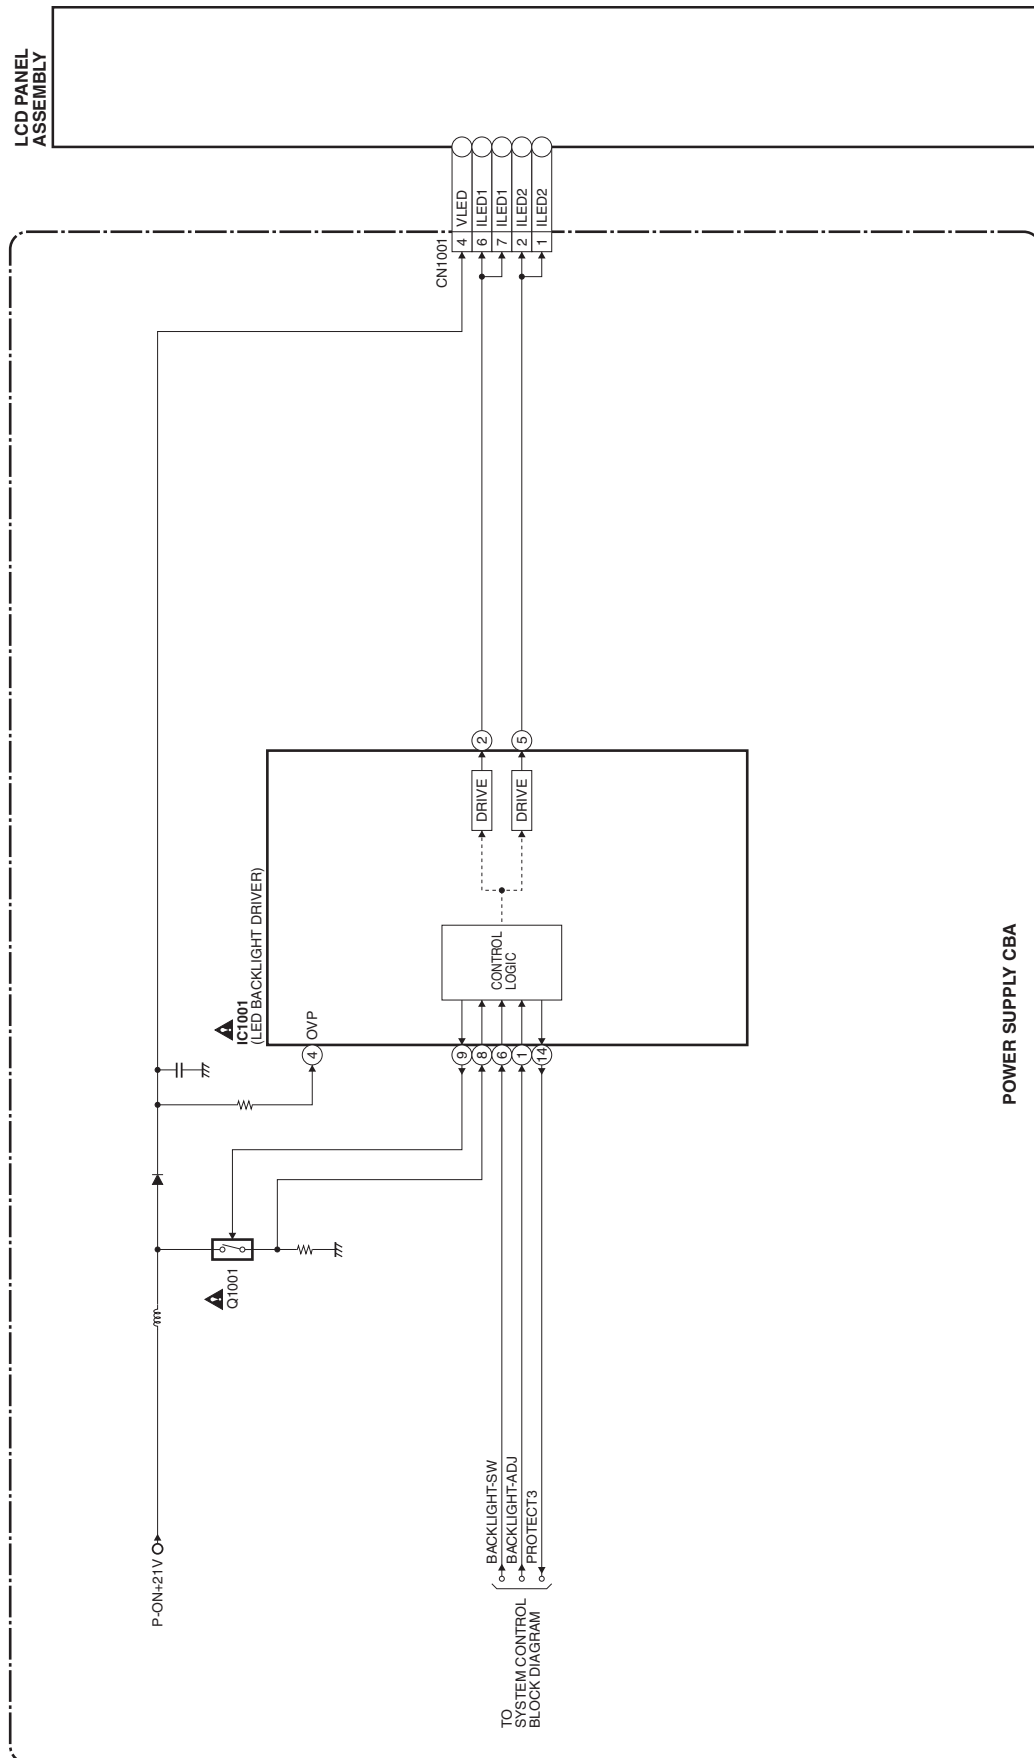 LCD PANEL
ASSEMBLY
CN1001
4 VLED
6 ILED1
7 ILED1
2 ILED2
1 ILED2
IC1001
(LED BACKLIGHT DRIVER)
4 OVP
9
8
6
1
14
CONTROL
LOGIC
DRIVE
DRIVE
2
5
Q1001
P-ON+21V
BACKLIGHT-SW
BACKLIGHT-ADJ
PROTECT3
TO
SYSTEM CONTROL
BLOCK DIAGRAM
POWER SUPPLY CBA